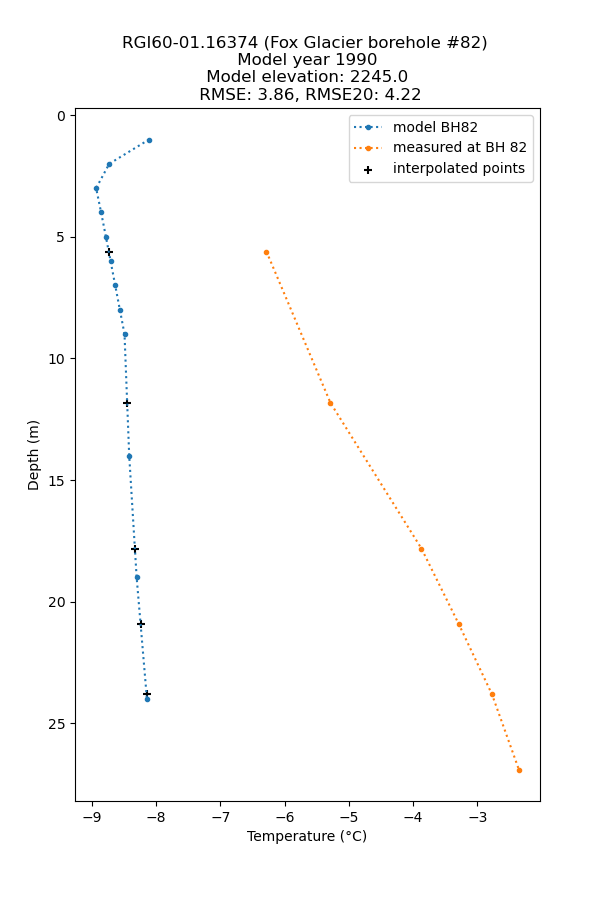 RGI60-01.16374 (Fox Glacier borehole #82)
Model year 1990
Model elevation: 2245.0
RMSE: 3.86, RMSE20: 4.22
model BH82
measured at BH 82
interpolated points
0
5
10
15
20
25
Depth (m)
−9 −8 −7 −6 −5 −4 −3
Temperature (°C)